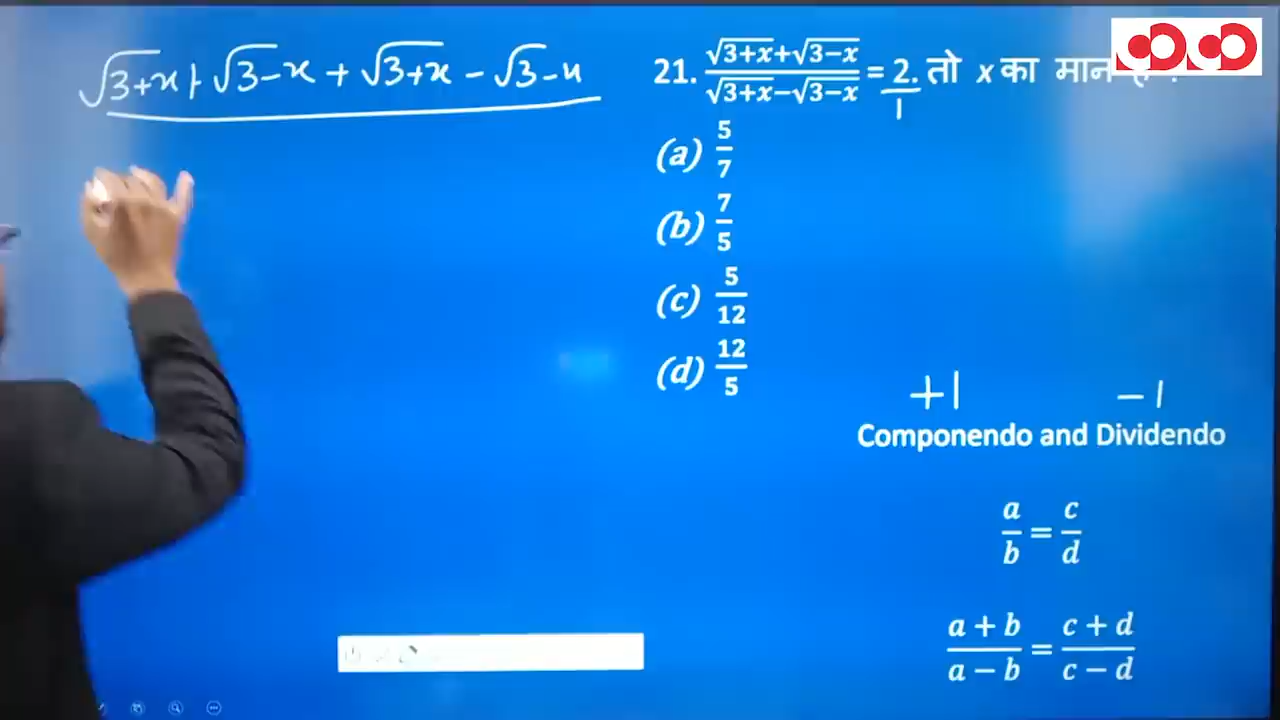 √3+x + √3-x + √3+x - √3-x
21. (√3+x+√3−x)/(√3+x−√3−x) = 2/1. तो x का मान
(a) 5/7
(b) 7/5
(c) 5/12
(d) 12/5
+1 −1
Componendo and Dividendo
a/b = c/d
(a + b)/(a − b) = (c + d)/(c − d)